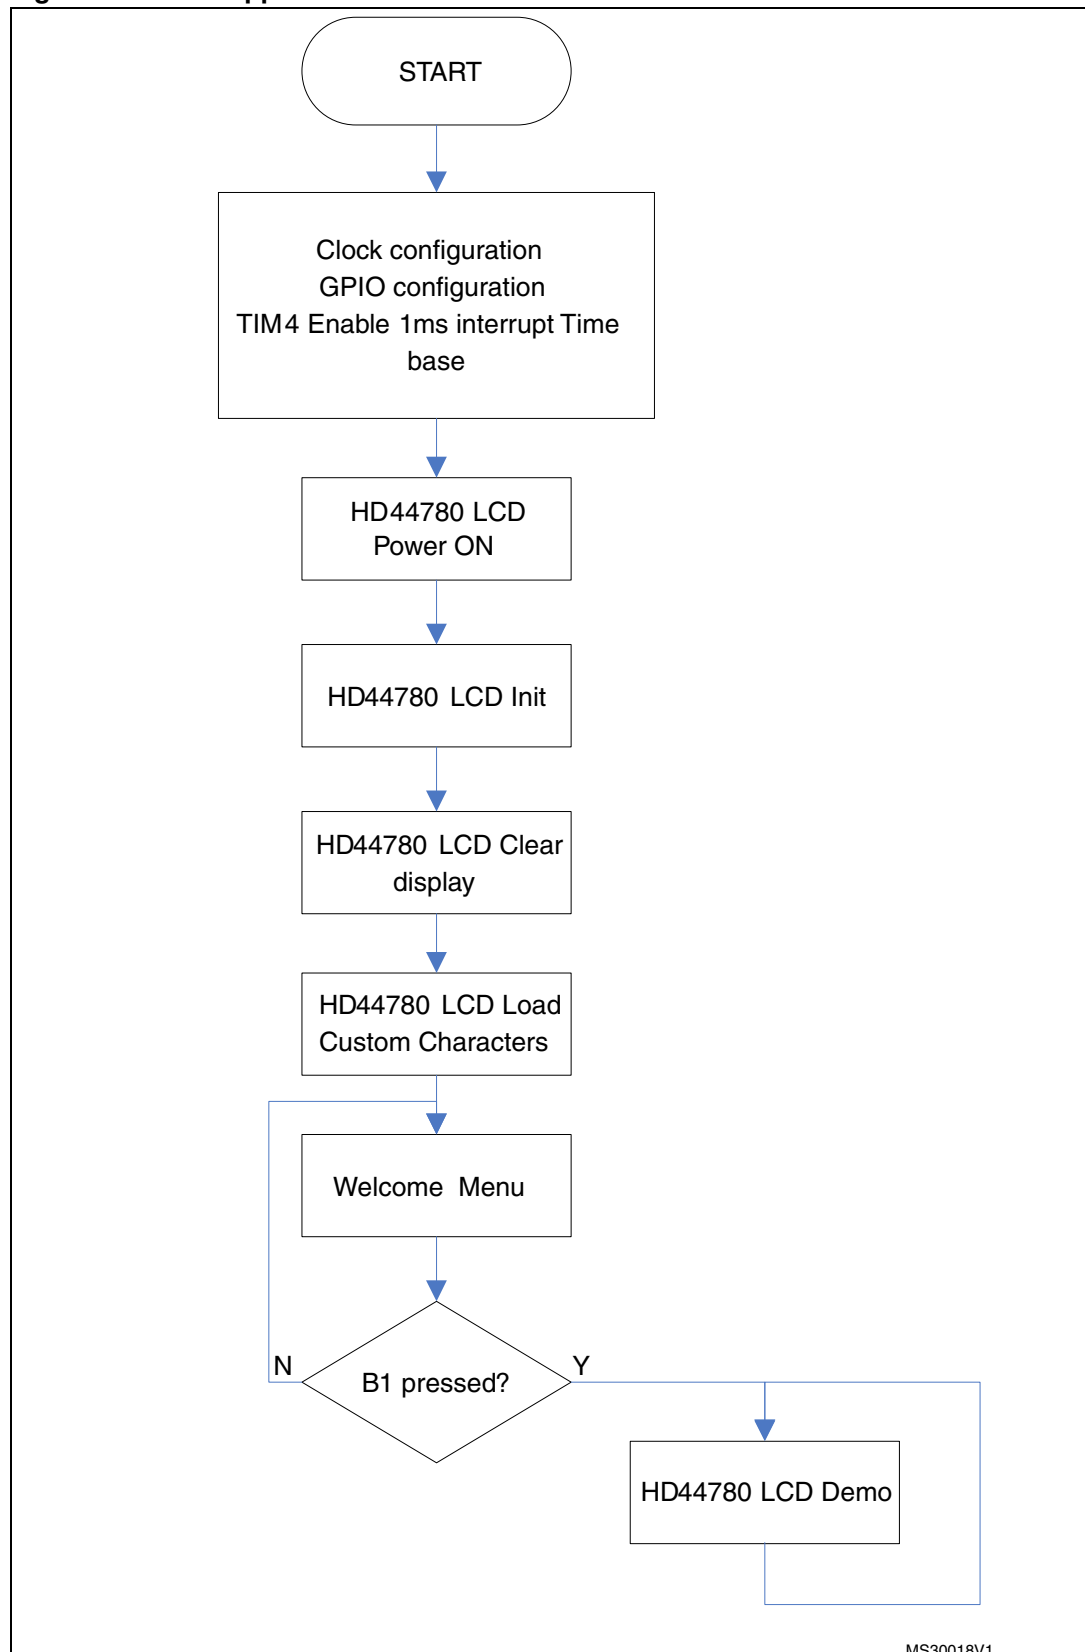 START
Clock configuration
GPIO configuration
TIM4 Enable 1ms interrupt Time
base
HD44780 LCD
Power ON
HD44780 LCD Init
HD44780 LCD Clear
display
HD44780 LCD Load
Custom Characters
Welcome Menu
N
B1 pressed?
Y
HD44780 LCD Demo
MS30018V1